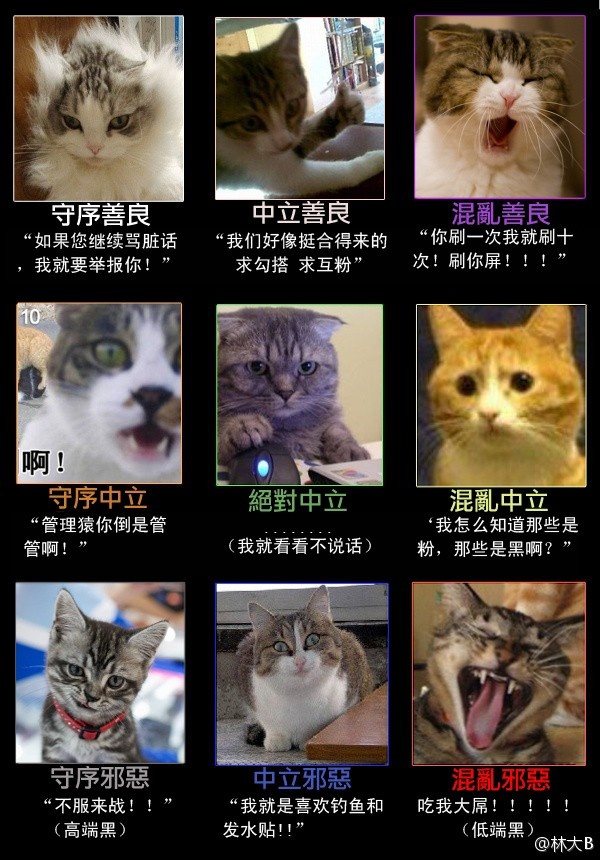 守序善良
中立善良
混亂善良
“如果您继续骂脏话
，我就要举报你！”
“我们好像挺合得来的
求勾搭 求互粉”
“你刷一次我就刷十
次！刷你屏！！！”
10
啊！
守序中立
絕對中立
混亂中立
“管理猿你倒是管
管啊！”
........
（我就看看不说话）
‘我怎么知道那些是
粉，那些是黑啊？”
守序邪惡
中立邪惡
混亂邪惡
“不服来战！！”
（高端黑）
“我就是喜欢钓鱼和
发水贴!!”
吃我大屌！！！！！
（低端黑）
@林大B